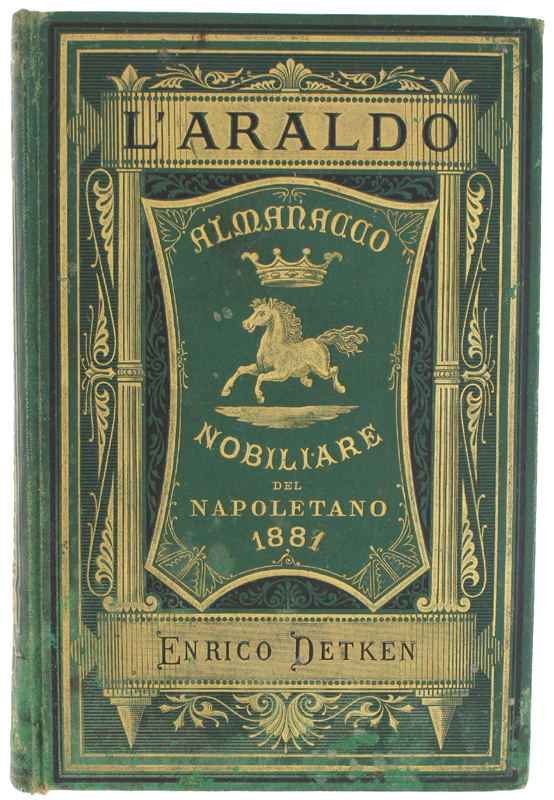 L'ARALDO
ALMANACCO
NOBILIARE
DEL
NAPOLETANO
1881
ENRICO DETKEN